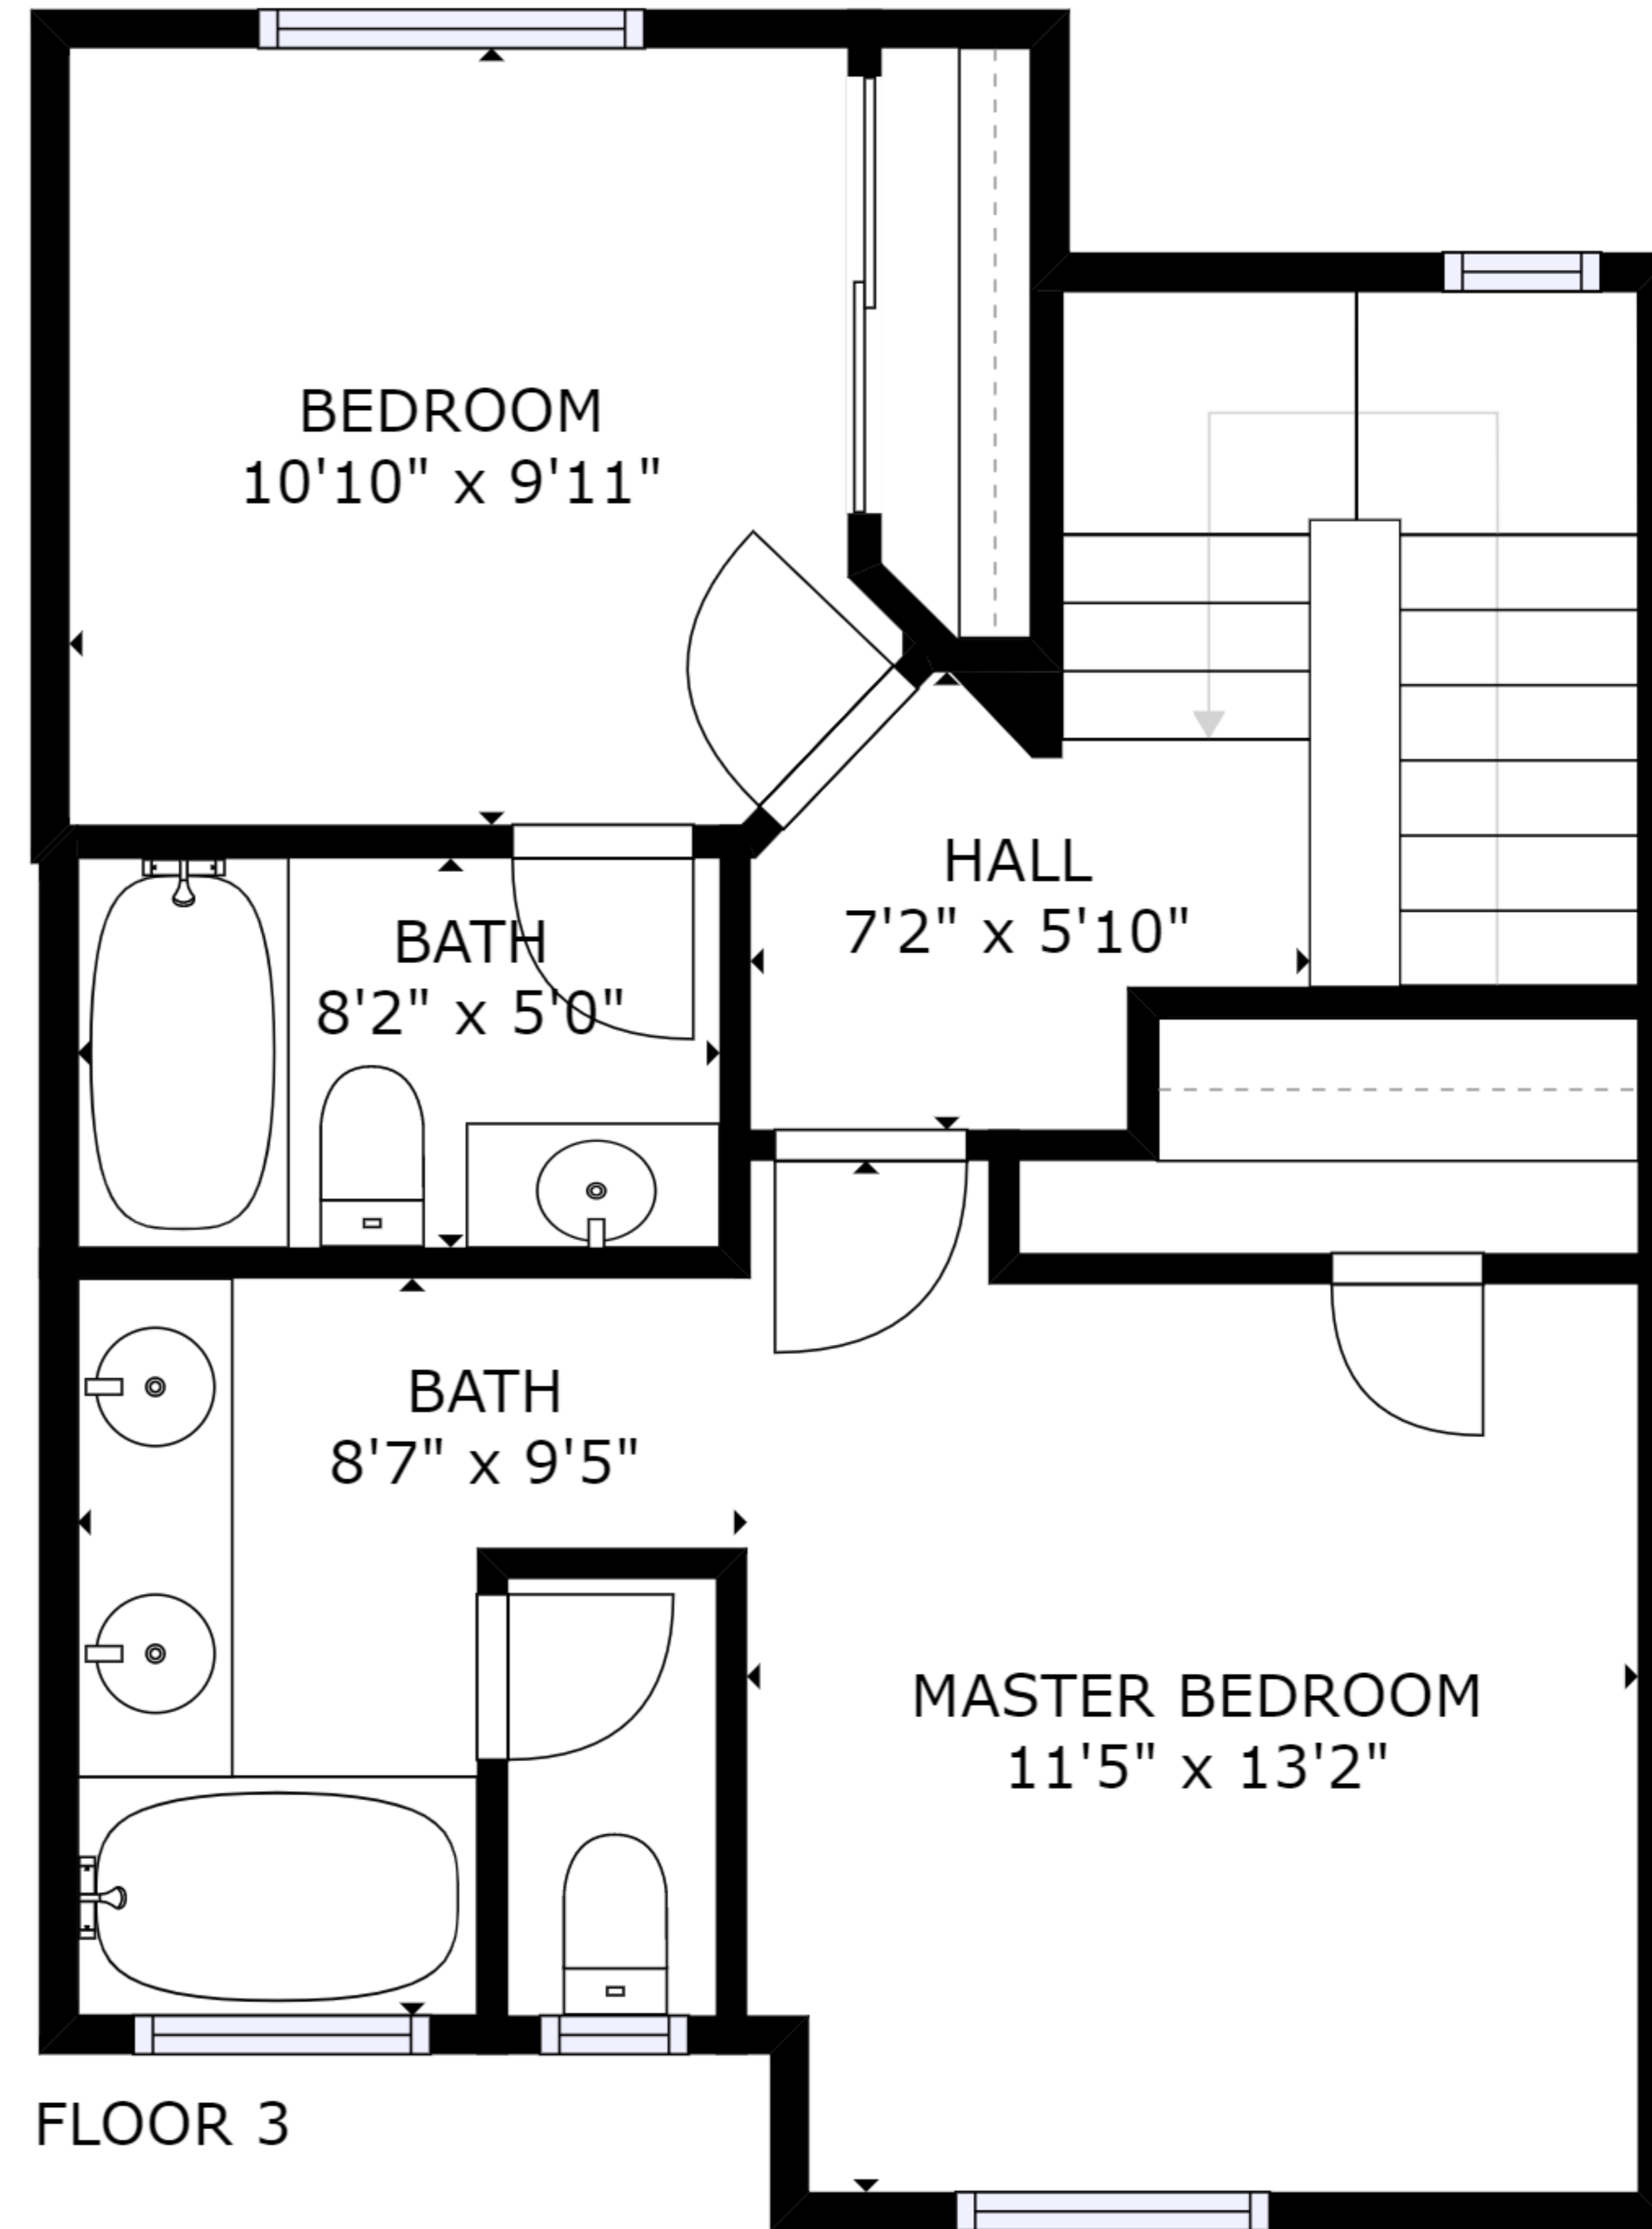 BEDROOM
10'10" x 9'11"
HALL
7'2" x 5'10"
BATH
8'2" x 5'0"
BATH
8'7" x 9'5"
MASTER BEDROOM
11'5" x 13'2"
FLOOR 3